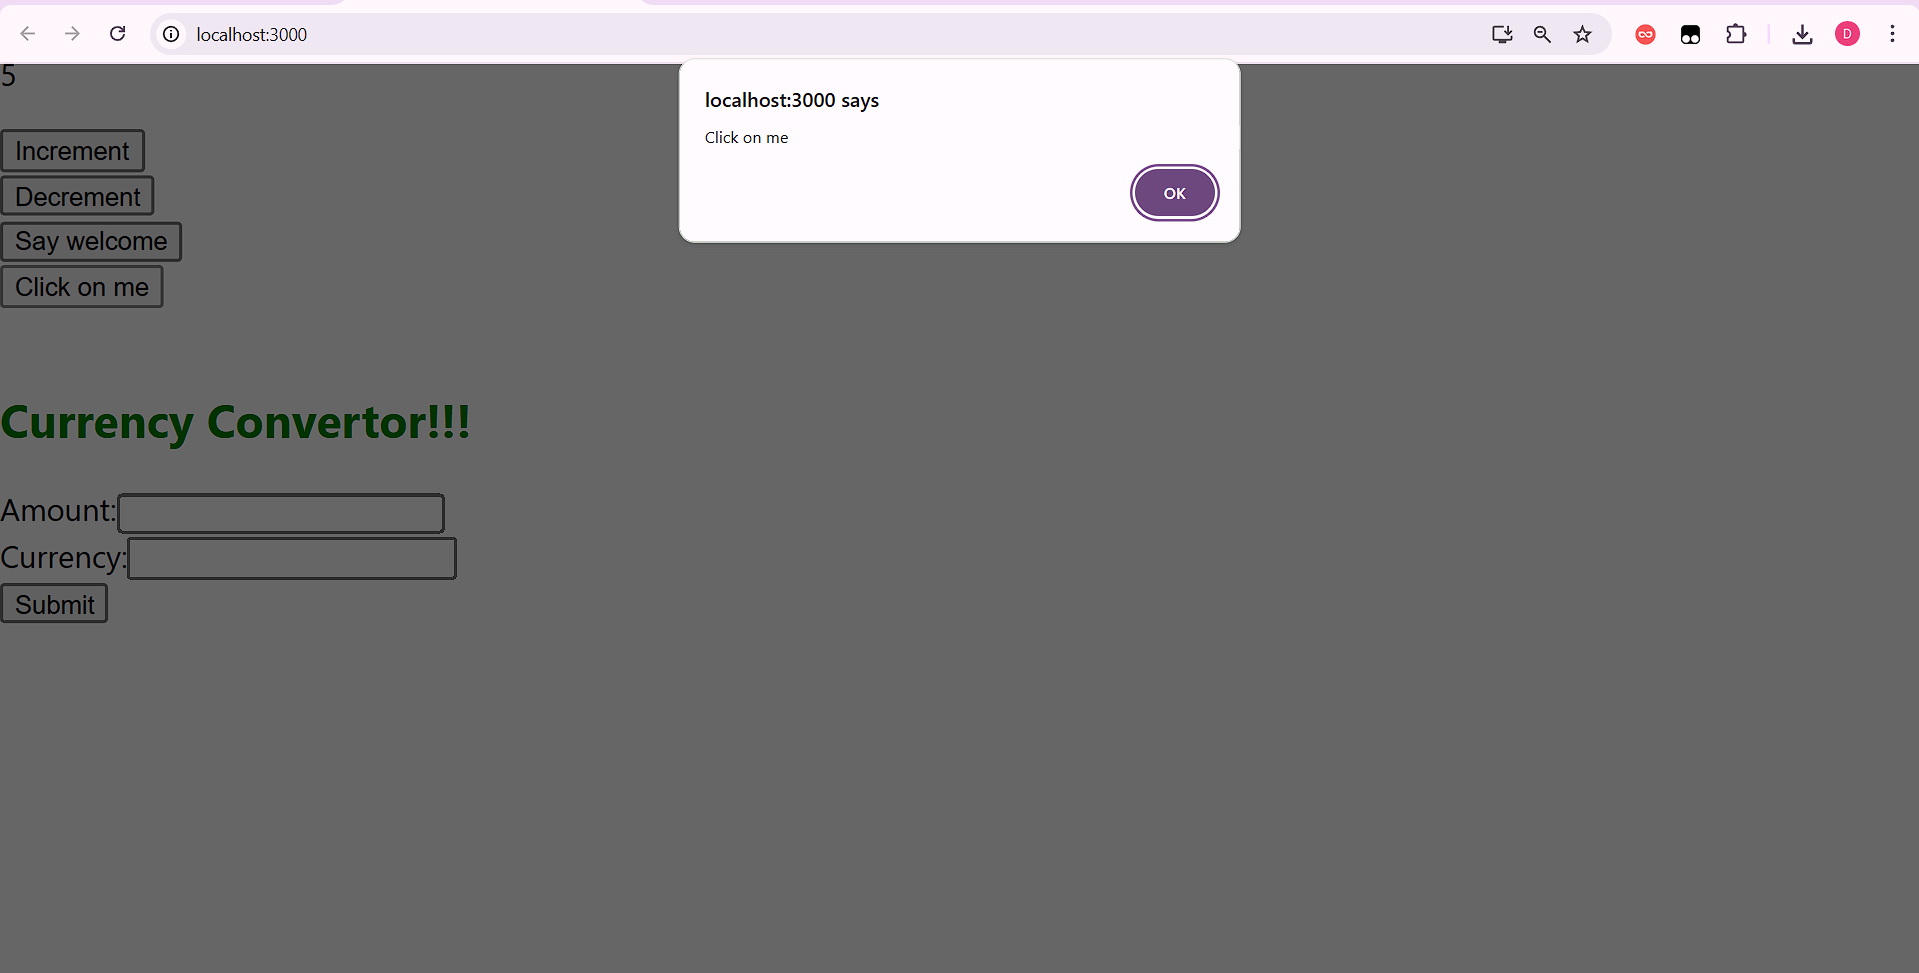 localhost:3000
D
localhost:3000 says
Click on me
OK
5
Increment
Decrement
Say welcome
Click on me
Currency Convertor!!!
Amount:
Currency:
Submit